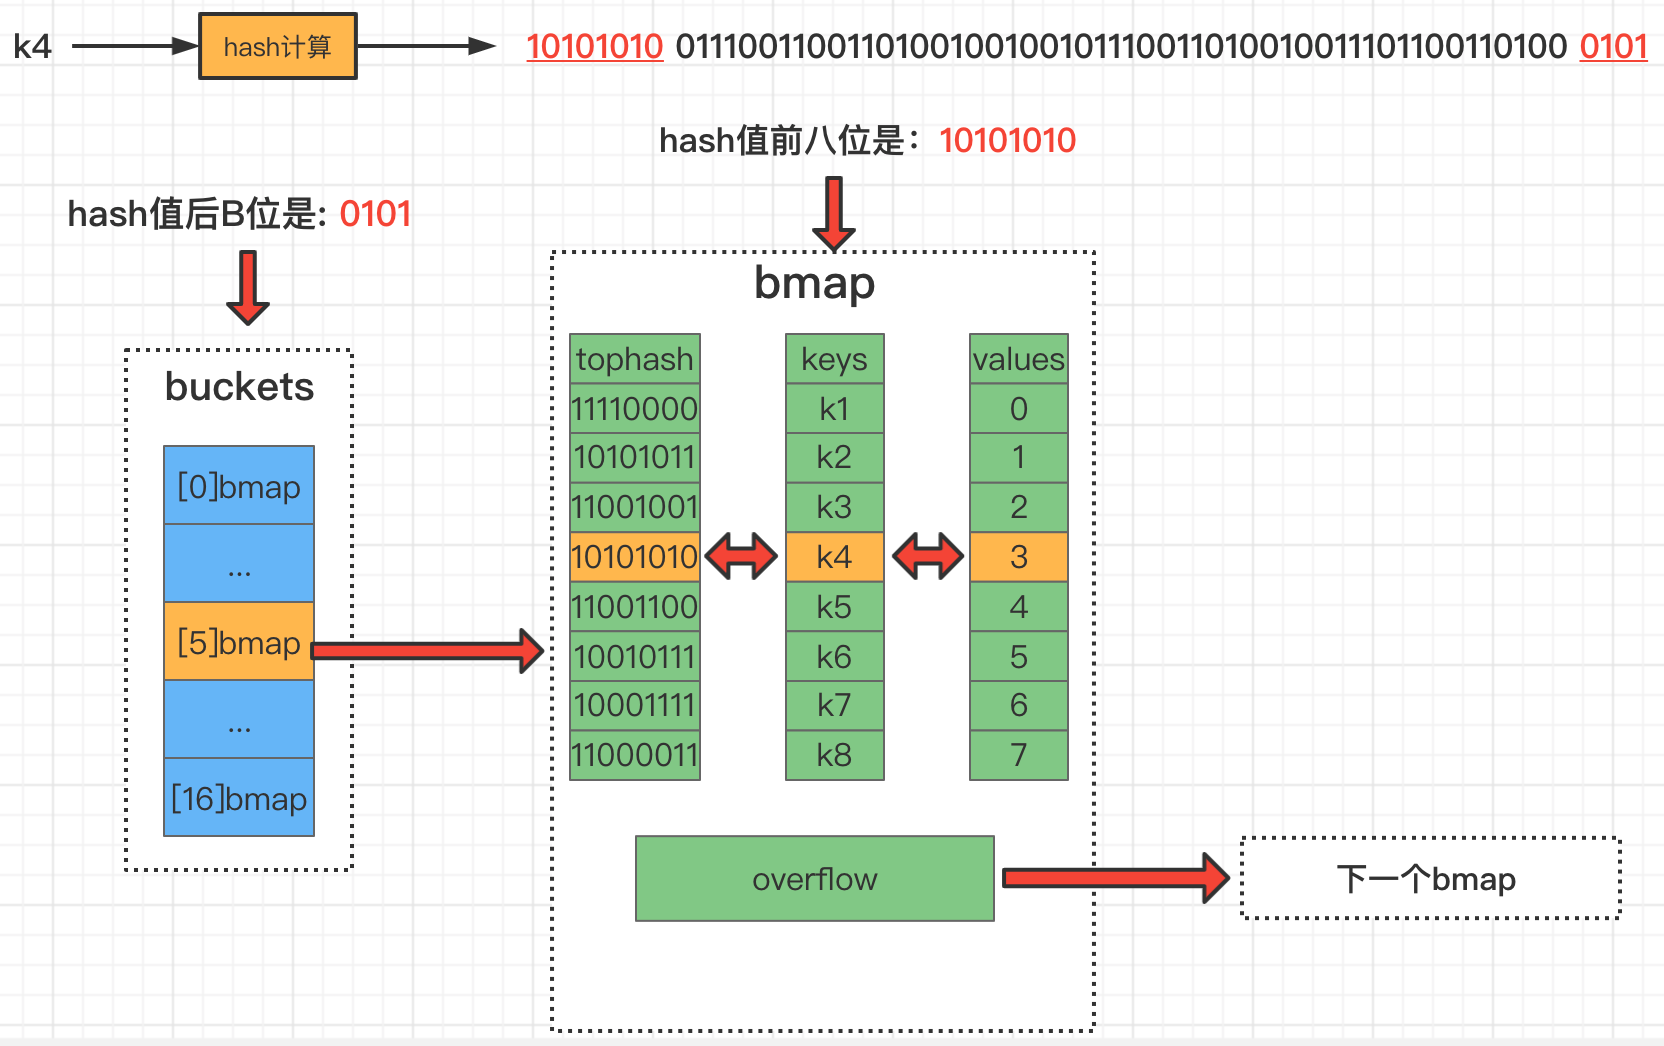 k4
hash计算
10101010 0111001100110100100100101110011010010011101100110100 0101
hash值前八位是：10101010
hash值后B位是: 0101
buckets
[0]bmap
...
[5]bmap
...
[16]bmap
bmap
tophash keys values
11110000 k1 0
10101011 k2 1
11001001 k3 2
10101010 k4 3
11001100 k5 4
10010111 k6 5
10001111 k7 6
11000011 k8 7
overflow
下一个bmap